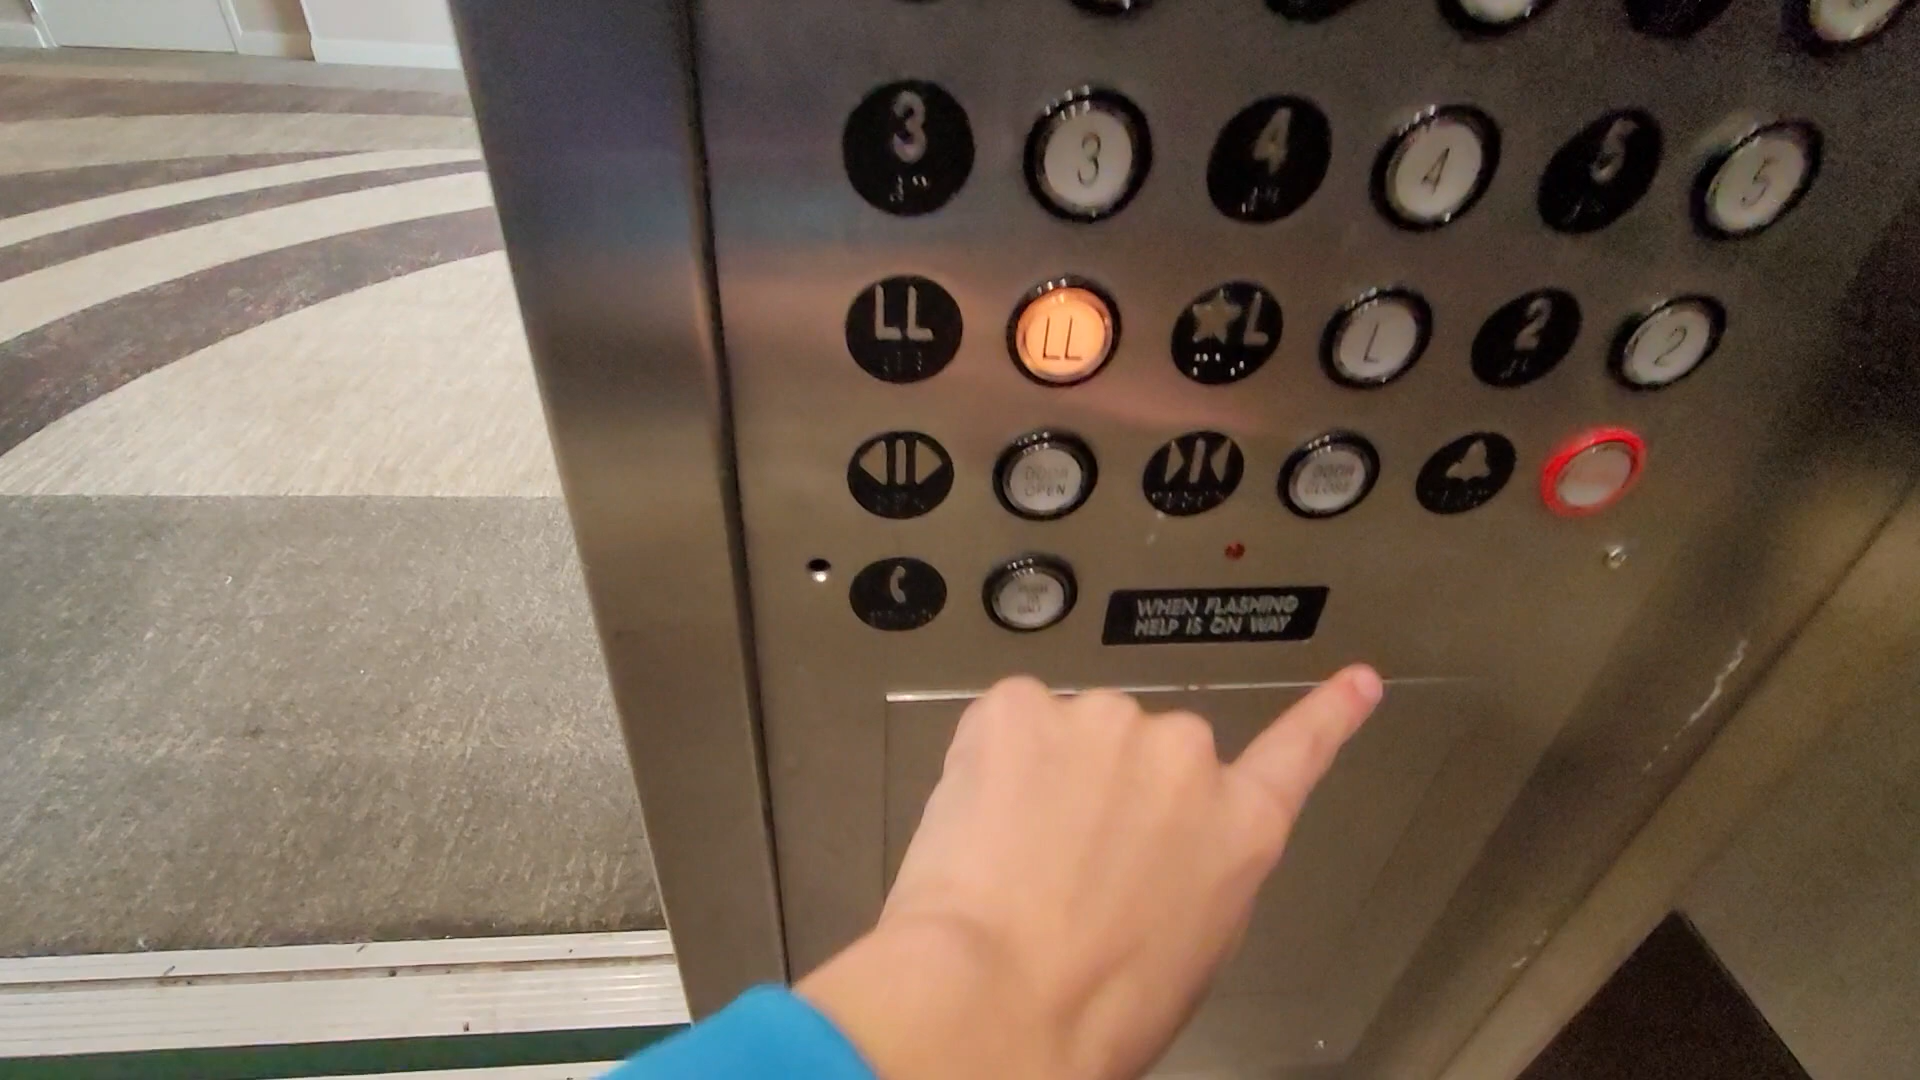 3 3 4 4 5 5
LL LL L L 2 2
DOOR OPEN DOOR CLOSE
WHEN FLASHING
HELP IS ON WAY